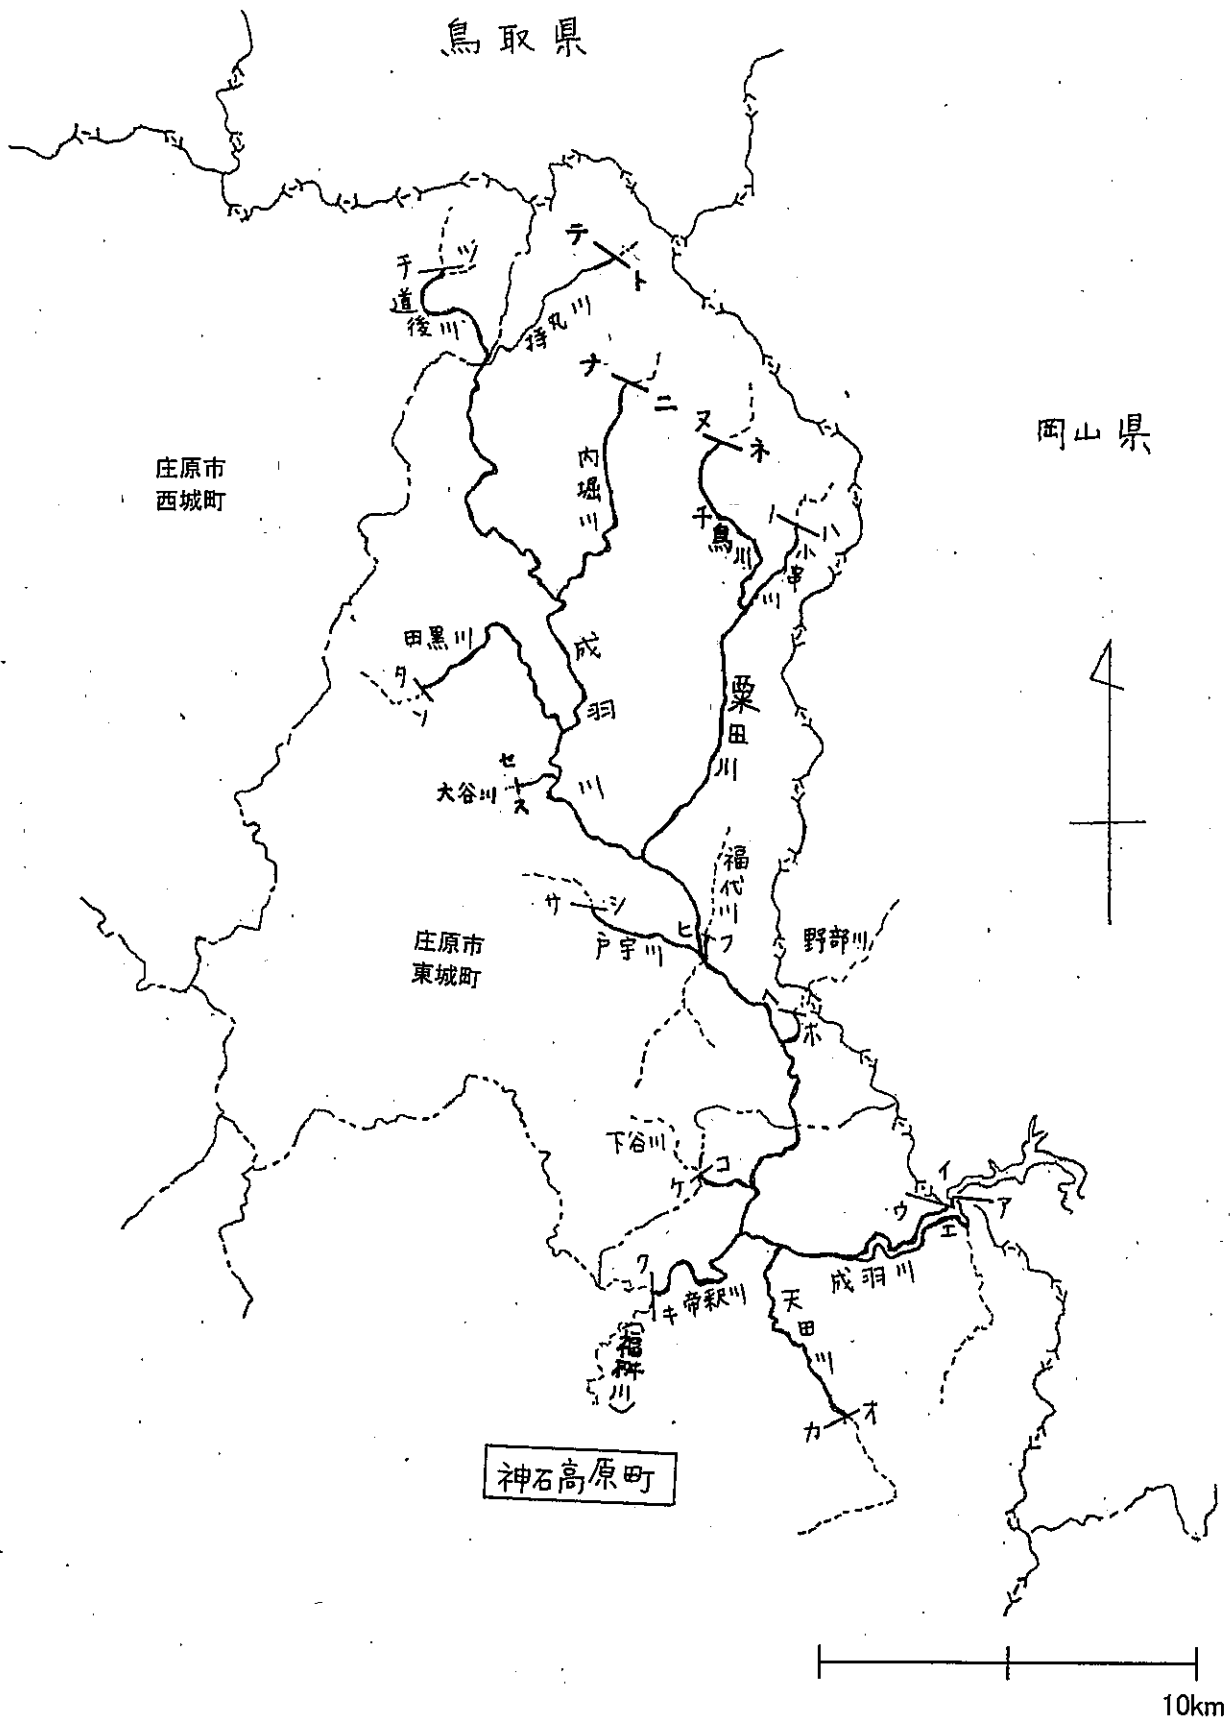 鳥取県
テ
ツ
チ
ト
道後川
持丸川
ナ
ニ
ヌ
ネ
岡山県
庄原市
西城町
内堀川
ノ
ハ
千鳥川
小串川
田黒川
成羽川
タ
ソ
粟田川
セ
大谷川
ス
福代川
サ
シ
ヒ
フ
戸宇川
野部川
庄原市
東城町
ヘ
ホ
下谷川
コ
ケ
イ
ウ
ア
エ
ク
キ
帝釈川
成羽川
天田川
(福桝川)
カ
オ
神石高原町
10km